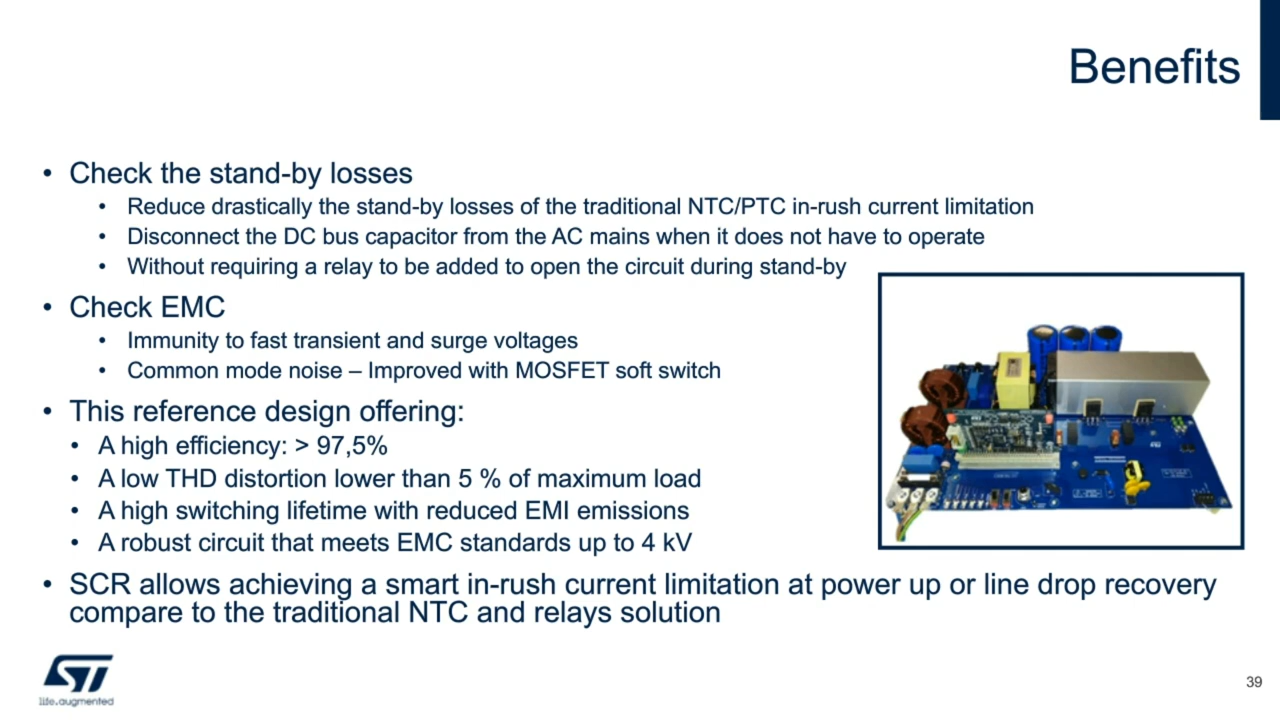 Benefits
• Check the stand-by losses
• Reduce drastically the stand-by losses of the traditional NTC/PTC in-rush current limitation
• Disconnect the DC bus capacitor from the AC mains when it does not have to operate
• Without requiring a relay to be added to open the circuit during stand-by
• Check EMC
• Immunity to fast transient and surge voltages
• Common mode noise – Improved with MOSFET soft switch
• This reference design offering:
• A high efficiency: > 97,5%
• A low THD distortion lower than 5 % of maximum load
• A high switching lifetime with reduced EMI emissions
• A robust circuit that meets EMC standards up to 4 kV
• SCR allows achieving a smart in-rush current limitation at power up or line drop recovery
compare to the traditional NTC and relays solution
ST
life.augmented
39